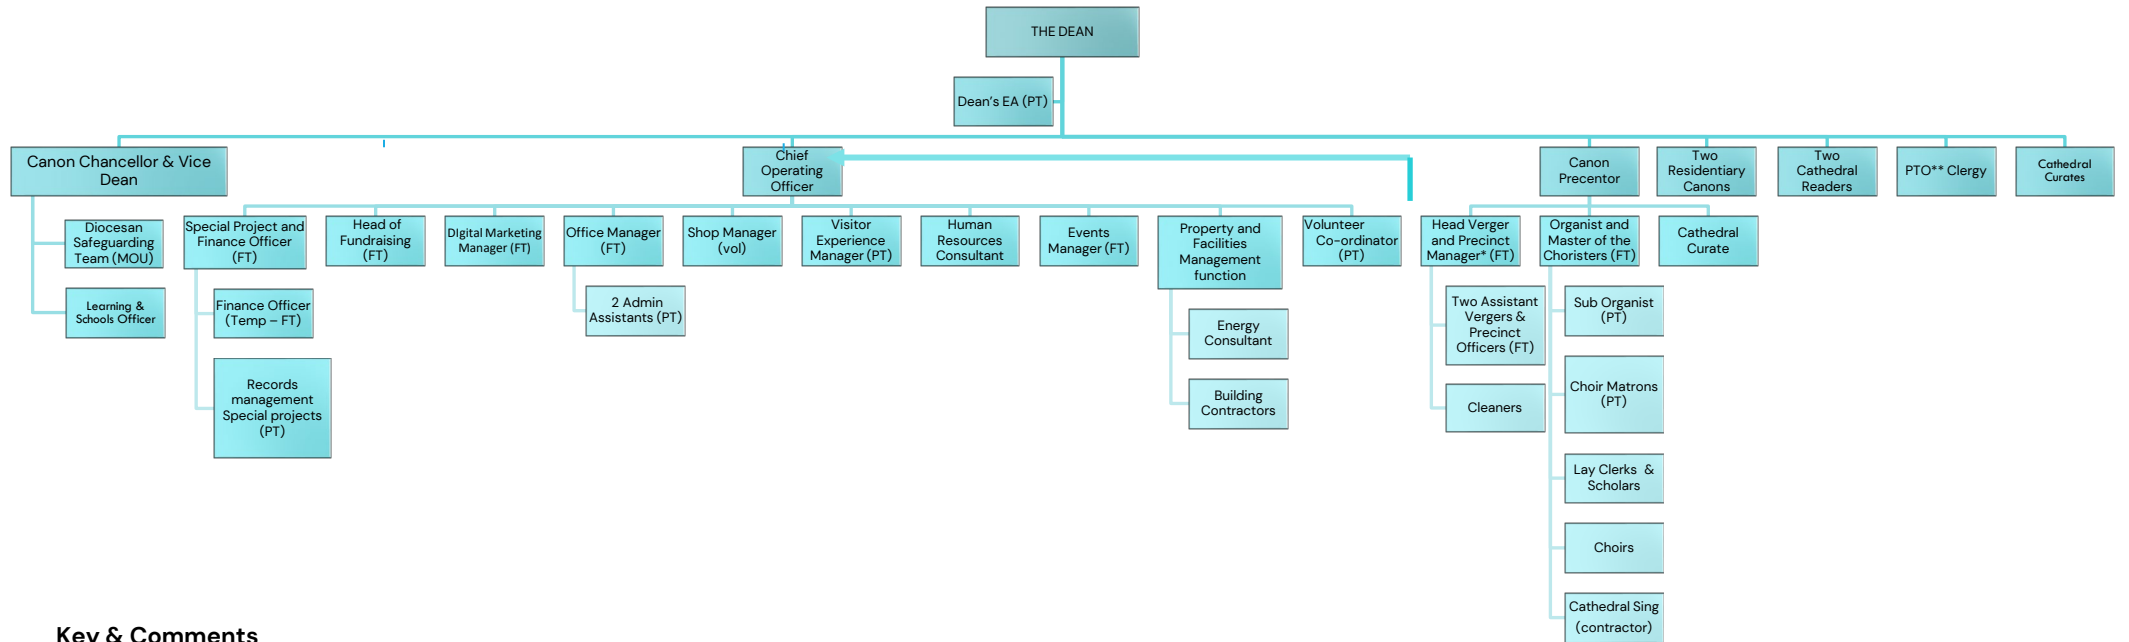 THE DEAN
Dean's EA (PT)
Canon Chancellor & Vice
Dean
Chief
Operating
Officer
Canon
Precentor
Two
Residentiary
Canons
Two
Cathedral
Readers
PTO** Clergy
Cathedral
Curates
Diocesan
Safeguarding
Team (MOU)
Learning &
Schools Officer
Special Project and
Finance Officer
(FT)
Finance Officer
(Temp – FT)
Records
management
Special projects
(PT)
Head of
Fundraising
(FT)
DIgital Marketing
Manager (FT)
Office Manager
(FT)
2 Admin
Assistants (PT)
Shop Manager
(vol)
Visitor
Experience
Manager (PT)
Human
Resources
Consultant
Events
Manager (FT)
Property and
Facilities
Management
function
Energy
Consultant
Building
Contractors
Volunteer
Co-ordinator
(PT)
Head Verger
and Precinct
Manager* (FT)
Two Assistant
Vergers &
Precinct
Officers (FT)
Cleaners
Organist and
Master of the
Choristers (FT)
Sub Organist
(PT)
Choir Matrons
(PT)
Lay Clerks &
Scholars
Choirs
Cathedral Sing
(contractor)
Cathedral
Curate
Key & Comments